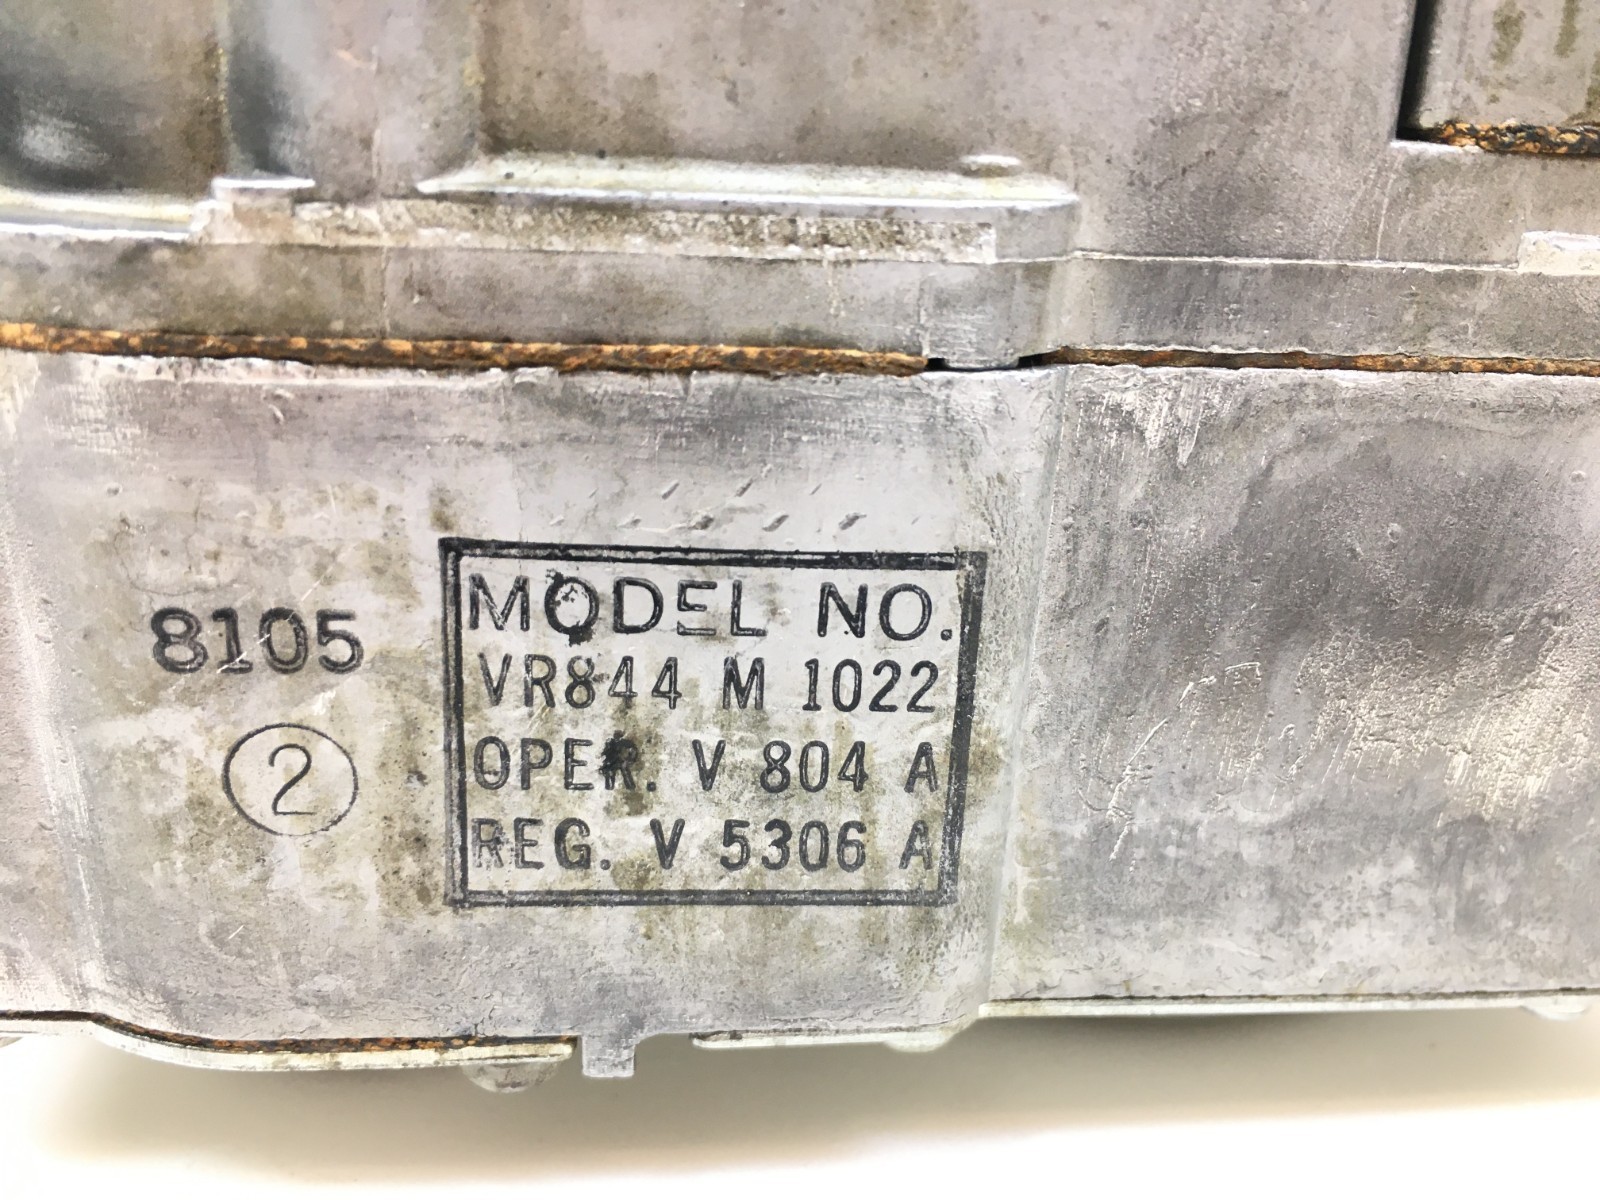 8105
2
MODEL NO.
VR844 M 1022
OPER. V 804 A
REG. V 5306 A